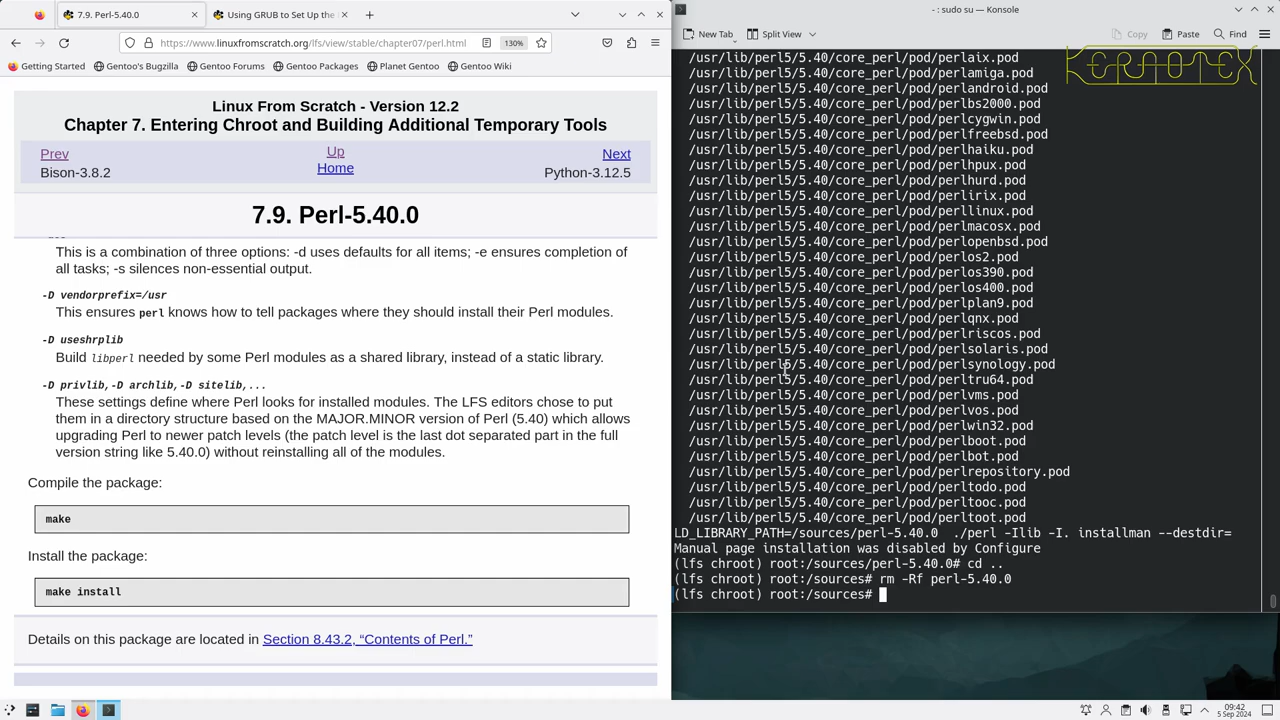 7.9. Perl-5.40.0
Using GRUB to Set Up the
https://www.linuxfromscratch.org/lfs/view/stable/chapter07/perl.html
130%
Getting Started
Gentoo's Bugzilla
Gentoo Forums
Gentoo Packages
Planet Gentoo
Gentoo Wiki
Linux From Scratch - Version 12.2
Chapter 7. Entering Chroot and Building Additional Temporary Tools
Prev
Up
Next
Bison-3.8.2
Home
Python-3.12.5
7.9. Perl-5.40.0
This is a combination of three options: -d uses defaults for all items; -e ensures completion of
all tasks; -s silences non-essential output.
-D vendorprefix=/usr
This ensures perl knows how to tell packages where they should install their Perl modules.
-D useshrplib
Build libperl needed by some Perl modules as a shared library, instead of a static library.
-D privlib,-D archlib,-D sitelib,...
These settings define where Perl looks for installed modules. The LFS editors chose to put
them in a directory structure based on the MAJOR.MINOR version of Perl (5.40) which allows
upgrading Perl to newer patch levels (the patch level is the last dot separated part in the full
version string like 5.40.0) without reinstalling all of the modules.
Compile the package:
make
Install the package:
make install
Details on this package are located in Section 8.43.2, “Contents of Perl.”
- : sudo su — Konsole
New Tab
Split View
Copy
Paste
Find
KERNOTEX
/usr/lib/perl5/5.40/core_perl/pod/perlaix.pod
/usr/lib/perl5/5.40/core_perl/pod/perlamiga.pod
/usr/lib/perl5/5.40/core_perl/pod/perlandroid.pod
/usr/lib/perl5/5.40/core_perl/pod/perlbs2000.pod
/usr/lib/perl5/5.40/core_perl/pod/perlcygwin.pod
/usr/lib/perl5/5.40/core_perl/pod/perlfreebsd.pod
/usr/lib/perl5/5.40/core_perl/pod/perlhaiku.pod
/usr/lib/perl5/5.40/core_perl/pod/perlhpux.pod
/usr/lib/perl5/5.40/core_perl/pod/perlhurd.pod
/usr/lib/perl5/5.40/core_perl/pod/perlirix.pod
/usr/lib/perl5/5.40/core_perl/pod/perllinux.pod
/usr/lib/perl5/5.40/core_perl/pod/perlmacosx.pod
/usr/lib/perl5/5.40/core_perl/pod/perlopenbsd.pod
/usr/lib/perl5/5.40/core_perl/pod/perlos2.pod
/usr/lib/perl5/5.40/core_perl/pod/perlos390.pod
/usr/lib/perl5/5.40/core_perl/pod/perlos400.pod
/usr/lib/perl5/5.40/core_perl/pod/perlplan9.pod
/usr/lib/perl5/5.40/core_perl/pod/perlqnx.pod
/usr/lib/perl5/5.40/core_perl/pod/perlriscos.pod
/usr/lib/perl5/5.40/core_perl/pod/perlsolaris.pod
/usr/lib/perl5/5.40/core_perl/pod/perlsynology.pod
/usr/lib/perl5/5.40/core_perl/pod/perltru64.pod
/usr/lib/perl5/5.40/core_perl/pod/perlvms.pod
/usr/lib/perl5/5.40/core_perl/pod/perlvos.pod
/usr/lib/perl5/5.40/core_perl/pod/perlwin32.pod
/usr/lib/perl5/5.40/core_perl/pod/perlboot.pod
/usr/lib/perl5/5.40/core_perl/pod/perlbot.pod
/usr/lib/perl5/5.40/core_perl/pod/perlrepository.pod
/usr/lib/perl5/5.40/core_perl/pod/perltodo.pod
/usr/lib/perl5/5.40/core_perl/pod/perltooc.pod
/usr/lib/perl5/5.40/core_perl/pod/perltoot.pod
LD_LIBRARY_PATH=/sources/perl-5.40.0  ./perl -Ilib -I. installman --destdir=
Manual page installation was disabled by Configure
(lfs chroot) root:/sources/perl-5.40.0# cd ..
(lfs chroot) root:/sources# rm -Rf perl-5.40.0
(lfs chroot) root:/sources#
09:42
5 Sep 2024